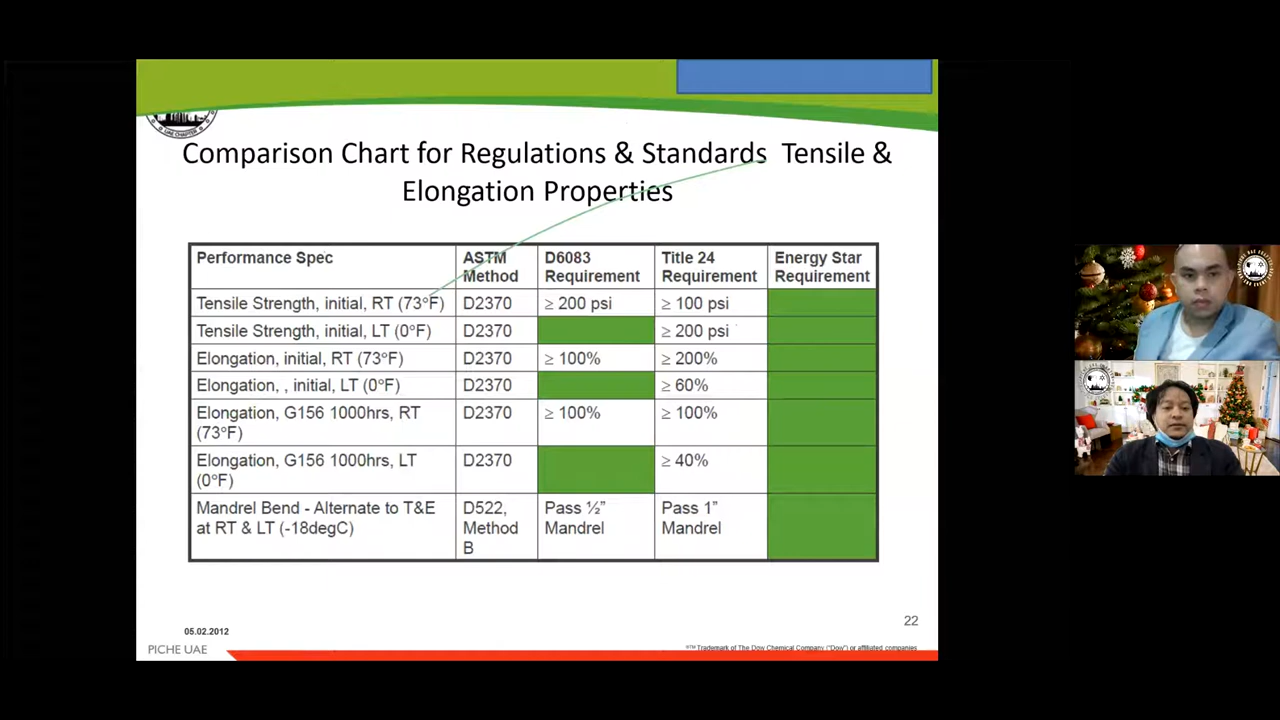 UAE CHAPTER
Comparison Chart for Regulations & Standards Tensile &
Elongation Properties
Performance Spec
ASTM
Method
D6083
Requirement
Title 24
Requirement
Energy Star
Requirement
Tensile Strength, initial, RT (73°F)
D2370
≥ 200 psi
≥ 100 psi
Tensile Strength, initial, LT (0°F)
D2370
≥ 200 psi
Elongation, initial, RT (73°F)
D2370
≥ 100%
≥ 200%
Elongation, , initial, LT (0°F)
D2370
≥ 60%
Elongation, G156 1000hrs, RT
(73°F)
D2370
≥ 100%
≥ 100%
Elongation, G156 1000hrs, LT
(0°F)
D2370
≥ 40%
Mandrel Bend - Alternate to T&E
at RT & LT (-18degC)
D522,
Method
B
Pass ½”
Mandrel
Pass 1”
Mandrel
22
05.02.2012
PICHE UAE
®™ Trademark of The Dow Chemical Company ("Dow") or affiliated companies